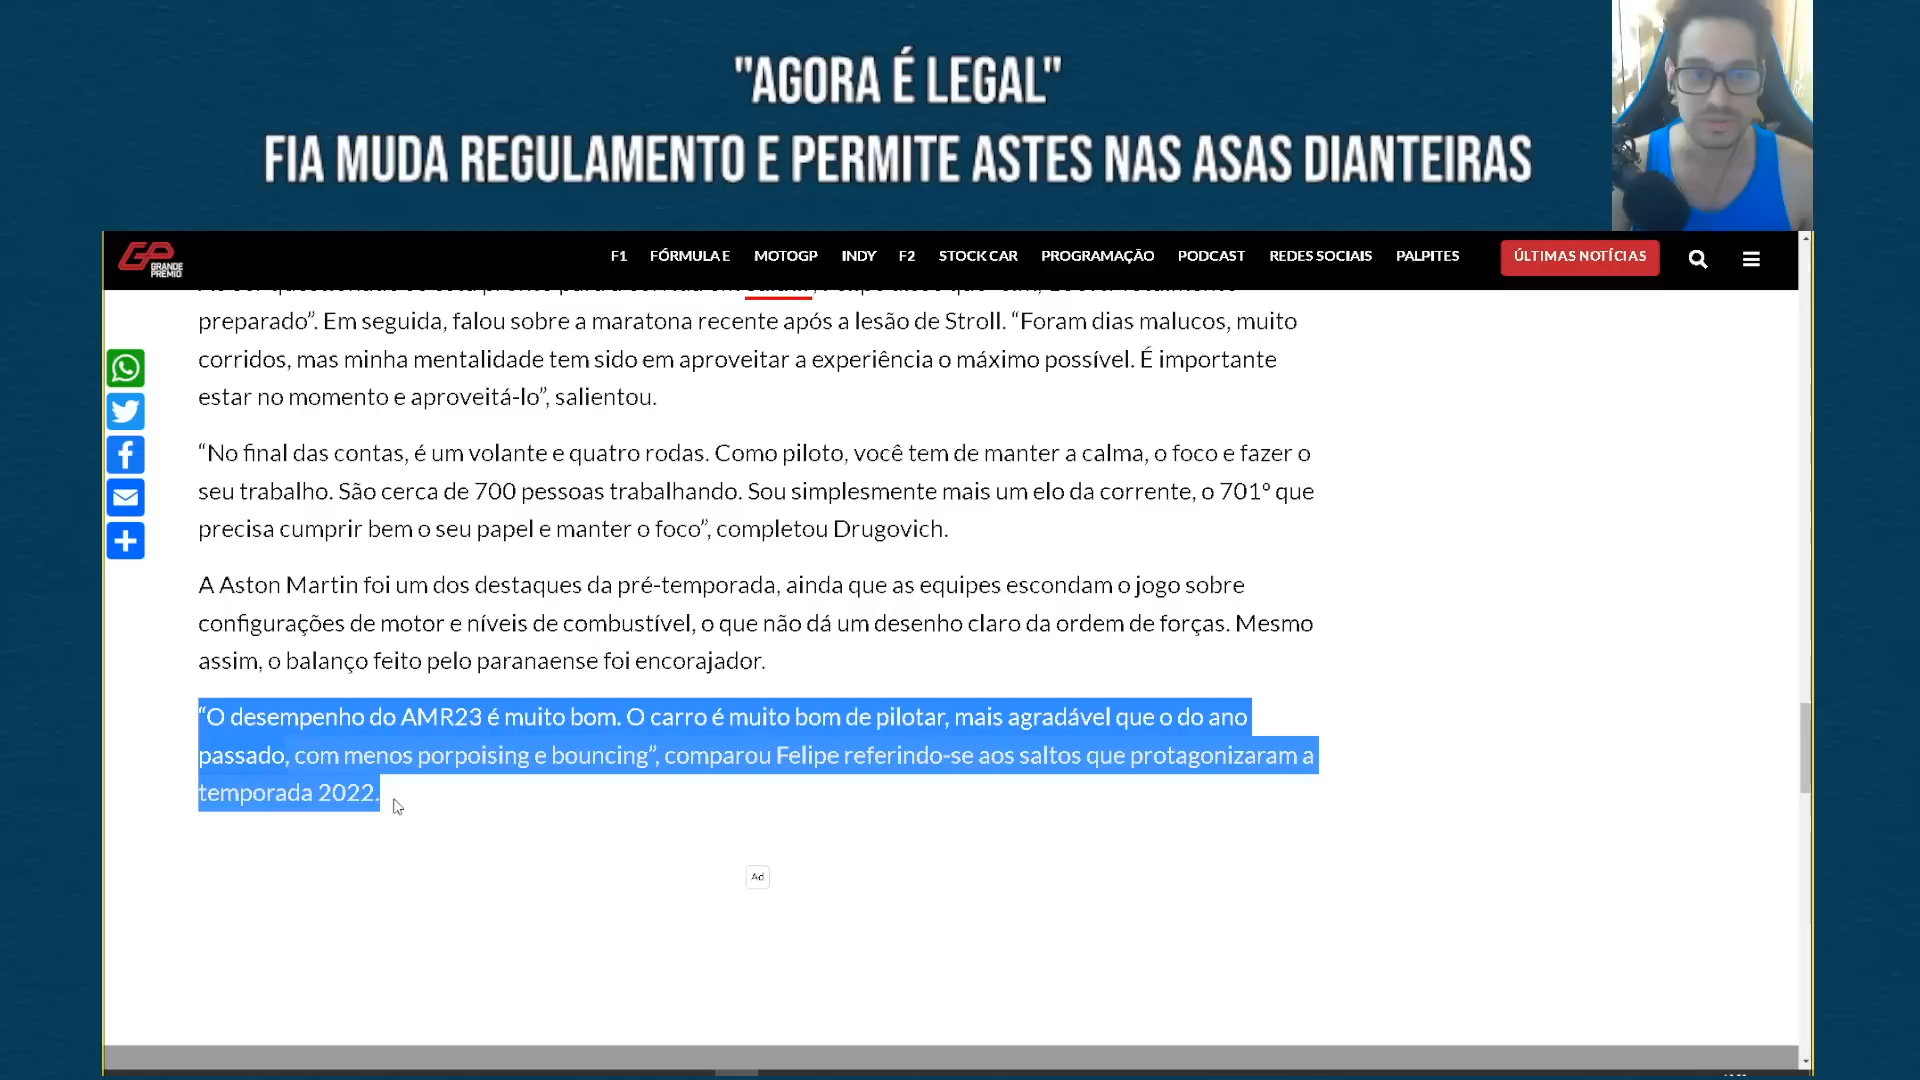 "AGORA É LEGAL"
FIA MUDA REGULAMENTO E PERMITE ASTES NAS ASAS DIANTEIRAS
GP GRANDE PRÊMIO
F1 FÓRMULA E MOTOGP INDY F2 STOCK CAR PROGRAMAÇÃO PODCAST REDES SOCIAIS PALPITES ÚLTIMAS NOTÍCIAS
preparado”. Em seguida, falou sobre a maratona recente após a lesão de Stroll. “Foram dias malucos, muito
corridos, mas minha mentalidade tem sido em aproveitar a experiência o máximo possível. É importante
estar no momento e aproveitá-lo”, salientou.
“No final das contas, é um volante e quatro rodas. Como piloto, você tem de manter a calma, o foco e fazer o
seu trabalho. São cerca de 700 pessoas trabalhando. Sou simplesmente mais um elo da corrente, o 701º que
precisa cumprir bem o seu papel e manter o foco”, completou Drugovich.
A Aston Martin foi um dos destaques da pré-temporada, ainda que as equipes escondam o jogo sobre
configurações de motor e níveis de combustível, o que não dá um desenho claro da ordem de forças. Mesmo
assim, o balanço feito pelo paranaense foi encorajador.
“O desempenho do AMR23 é muito bom. O carro é muito bom de pilotar, mais agradável que o do ano
passado, com menos porpoising e bouncing”, comparou Felipe referindo-se aos saltos que protagonizaram a
temporada 2022.
Ad